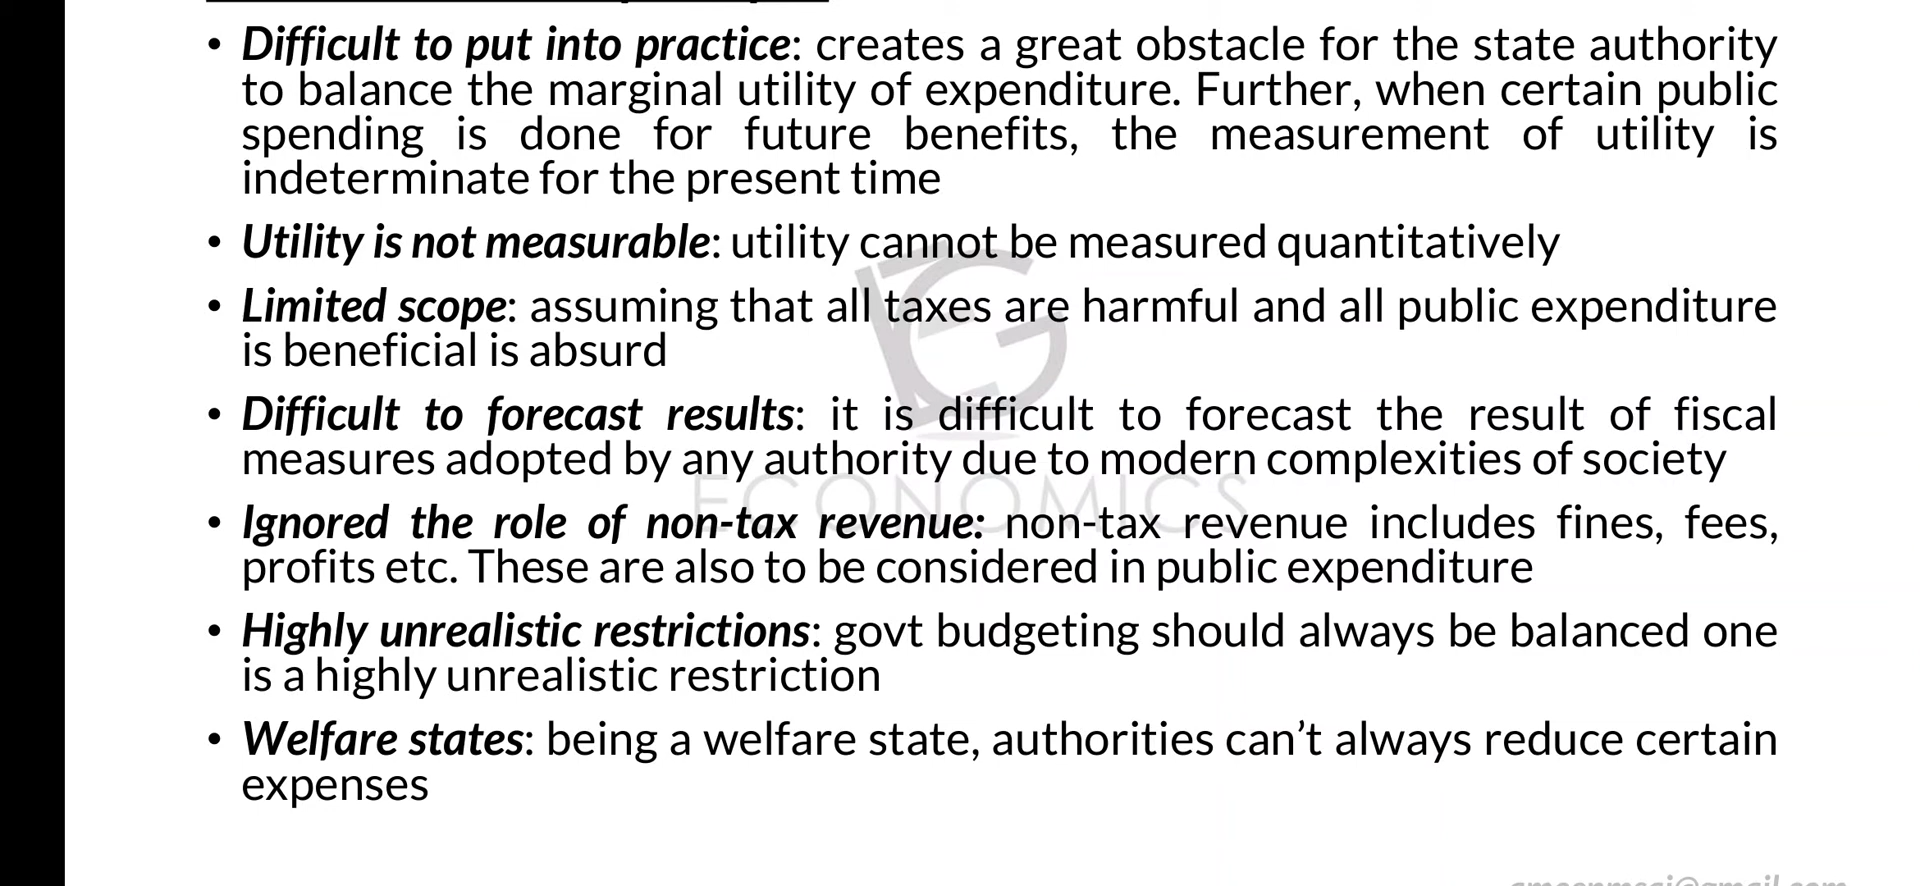 • Difficult to put into practice: creates a great obstacle for the state authority
to balance the marginal utility of expenditure. Further, when certain public
spending is done for future benefits, the measurement of utility is
indeterminate for the present time
• Utility is not measurable: utility cannot be measured quantitatively
• Limited scope: assuming that all taxes are harmful and all public expenditure
is beneficial is absurd
• Difficult to forecast results: it is difficult to forecast the result of fiscal
measures adopted by any authority due to modern complexities of society
ECONOMICS
• Ignored the role of non-tax revenue: non-tax revenue includes fines, fees,
profits etc. These are also to be considered in public expenditure
• Highly unrealistic restrictions: govt budgeting should always be balanced one
is a highly unrealistic restriction
• Welfare states: being a welfare state, authorities can't always reduce certain
expenses